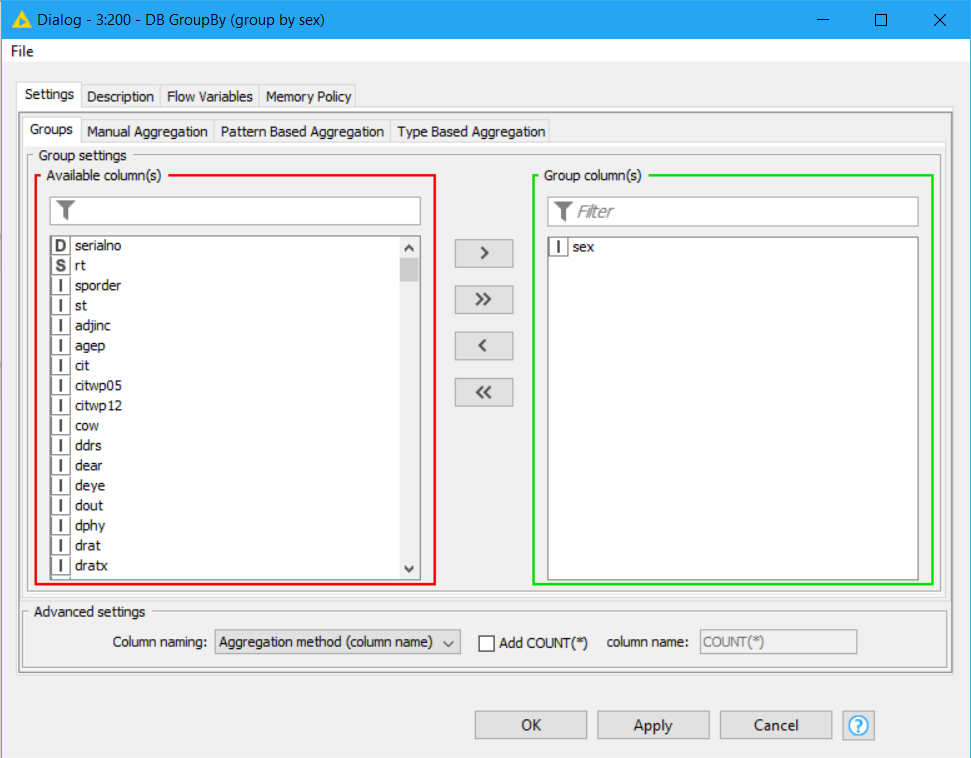 Dialog - 3:200 - DB GroupBy (group by sex)
File
Settings Description Flow Variables Memory Policy
Groups Manual Aggregation Pattern Based Aggregation Type Based Aggregation
Group settings
Available column(s)
Group column(s)
Filter
D serialno
S rt
I sporder
I st
I adjinc
I agep
I cit
I citwp05
I citwp12
I cow
I ddrs
I dear
I deye
I dout
I dphy
I drat
I dratx
>
>>
<
<<
I sex
Advanced settings
Column naming: Aggregation method (column name) Add COUNT(*) column name: COUNT(*)
OK Apply Cancel ?